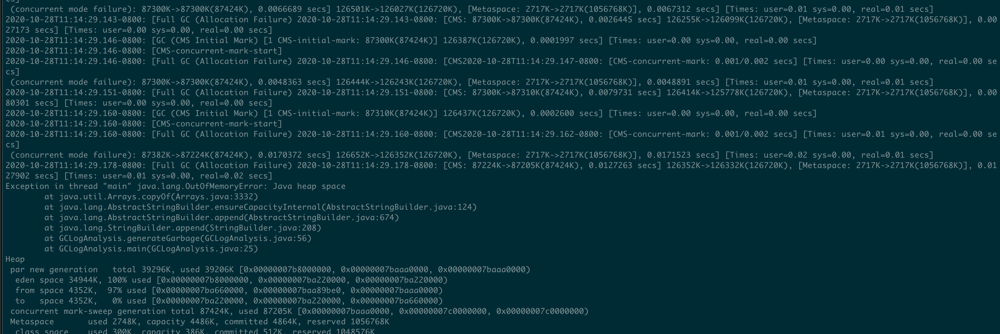 cs]
 (concurrent mode failure): 87300K->87300K(87424K), 0.0066689 secs] 126501K->126027K(126720K), [Metaspace: 2717K->2717K(1056768K)], 0.0067312 secs] [Times: user=0.01 sys=0.00, real=0.01 secs]
2020-10-28T11:14:29.143-0800: [Full GC (Allocation Failure) 2020-10-28T11:14:29.143-0800: [CMS: 87300K->87300K(87424K), 0.0026445 secs] 126255K->126099K(126720K), [Metaspace: 2717K->2717K(1056768K)], 0.00
27173 secs] [Times: user=0.00 sys=0.00, real=0.00 secs]
2020-10-28T11:14:29.146-0800: [GC (CMS Initial Mark) [1 CMS-initial-mark: 87300K(87424K)] 126387K(126720K), 0.0001997 secs] [Times: user=0.00 sys=0.00, real=0.00 secs]
2020-10-28T11:14:29.146-0800: [CMS-concurrent-mark-start]
2020-10-28T11:14:29.146-0800: [Full GC (Allocation Failure) 2020-10-28T11:14:29.146-0800: [CMS2020-10-28T11:14:29.147-0800: [CMS-concurrent-mark: 0.001/0.002 secs] [Times: user=0.00 sys=0.00, real=0.00 se
cs]
 (concurrent mode failure): 87300K->87300K(87424K), 0.0048363 secs] 126444K->126243K(126720K), [Metaspace: 2717K->2717K(1056768K)], 0.0048891 secs] [Times: user=0.01 sys=0.00, real=0.01 secs]
2020-10-28T11:14:29.151-0800: [Full GC (Allocation Failure) 2020-10-28T11:14:29.151-0800: [CMS: 87300K->87310K(87424K), 0.0079731 secs] 126414K->125778K(126720K), [Metaspace: 2717K->2717K(1056768K)], 0.00
80301 secs] [Times: user=0.00 sys=0.00, real=0.00 secs]
2020-10-28T11:14:29.160-0800: [GC (CMS Initial Mark) [1 CMS-initial-mark: 87310K(87424K)] 126437K(126720K), 0.0002600 secs] [Times: user=0.00 sys=0.00, real=0.00 secs]
2020-10-28T11:14:29.160-0800: [CMS-concurrent-mark-start]
2020-10-28T11:14:29.160-0800: [Full GC (Allocation Failure) 2020-10-28T11:14:29.160-0800: [CMS2020-10-28T11:14:29.162-0800: [CMS-concurrent-mark: 0.001/0.002 secs] [Times: user=0.01 sys=0.00, real=0.00 se
cs]
 (concurrent mode failure): 87382K->87224K(87424K), 0.0170372 secs] 126652K->126352K(126720K), [Metaspace: 2717K->2717K(1056768K)], 0.0171523 secs] [Times: user=0.02 sys=0.00, real=0.01 secs]
2020-10-28T11:14:29.178-0800: [Full GC (Allocation Failure) 2020-10-28T11:14:29.178-0800: [CMS: 87224K->87205K(87424K), 0.0127263 secs] 126352K->126332K(126720K), [Metaspace: 2717K->2717K(1056768K)], 0.01
27902 secs] [Times: user=0.01 sys=0.00, real=0.02 secs]
Exception in thread "main" java.lang.OutOfMemoryError: Java heap space
        at java.util.Arrays.copyOf(Arrays.java:3332)
        at java.lang.AbstractStringBuilder.ensureCapacityInternal(AbstractStringBuilder.java:124)
        at java.lang.AbstractStringBuilder.append(AbstractStringBuilder.java:674)
        at java.lang.StringBuilder.append(StringBuilder.java:208)
        at GCLogAnalysis.generateGarbage(GCLogAnalysis.java:56)
        at GCLogAnalysis.main(GCLogAnalysis.java:25)
Heap
 par new generation   total 39296K, used 39206K [0x00000007b8000000, 0x00000007baaa0000, 0x00000007baaa0000)
  eden space 34944K, 100% used [0x00000007b8000000, 0x00000007ba220000, 0x00000007ba220000)
  from space 4352K,  97% used [0x00000007ba660000, 0x00000007baa89be0, 0x00000007baaa0000)
  to   space 4352K,   0% used [0x00000007ba220000, 0x00000007ba220000, 0x00000007ba660000)
 concurrent mark-sweep generation total 87424K, used 87205K [0x00000007baaa0000, 0x00000007c0000000, 0x00000007c0000000)
 Metaspace       used 2748K, capacity 4486K, committed 4864K, reserved 1056768K
  class space    used 300K, capacity 386K, committed 512K, reserved 1048576K